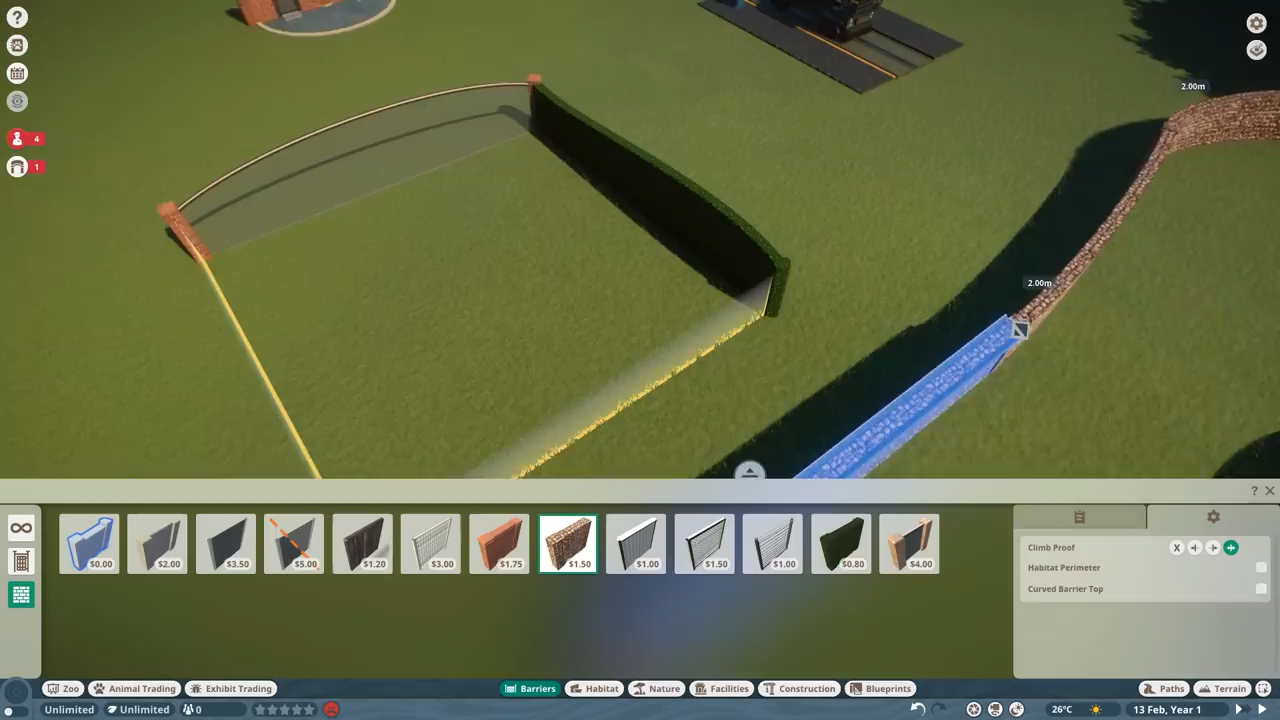 2.00m
2.00m
4
1
$0.00
$2.00
$3.50
$5.00
$1.20
$3.00
$1.75
$1.50
$1.00
$1.50
$1.00
$0.80
$4.00
Climb Proof
X
Habitat Perimeter
Curved Barrier Top
Zoo
Animal Trading
Exhibit Trading
Barriers
Habitat
Nature
Facilities
Construction
Blueprints
Paths
Terrain
Unlimited
Unlimited
0
26°C
13 Feb, Year 1